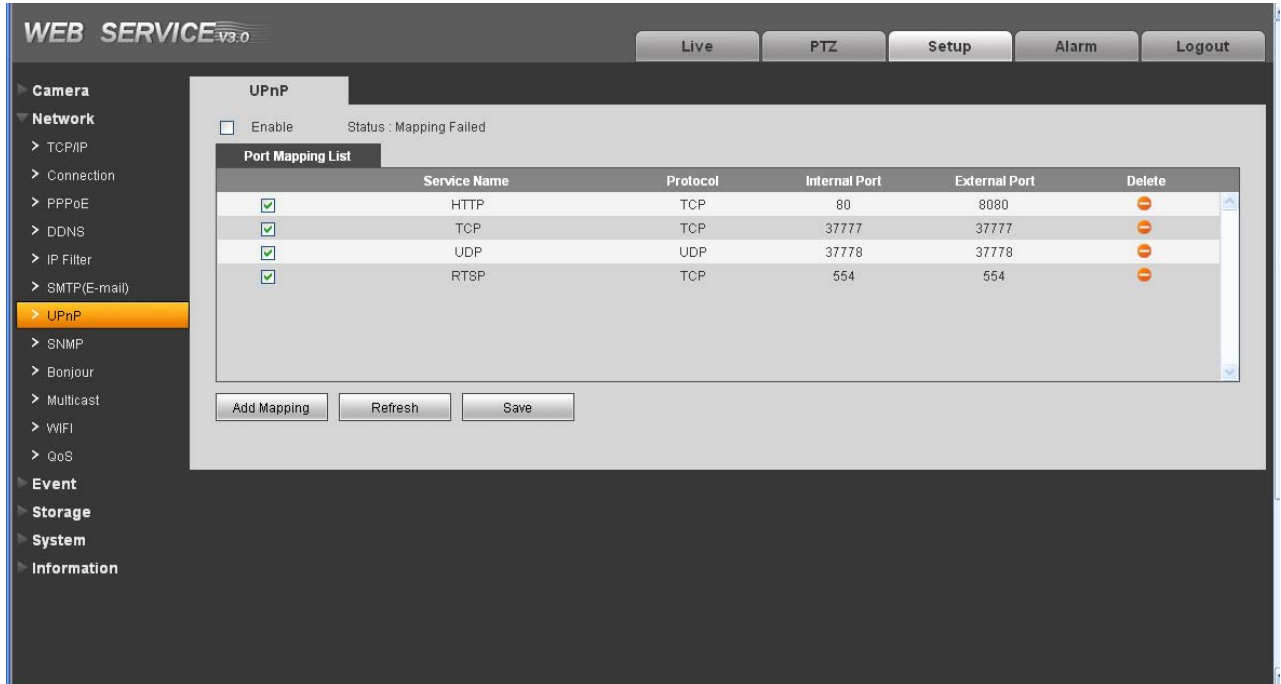 WEB SERVICE V3.0
Live PTZ Setup Alarm Logout
Camera
Network
> TCP/IP
> Connection
> PPPoE
> DDNS
> IP Filter
> SMTP(E-mail)
> UPnP
> SNMP
> Bonjour
> Multicast
> WIFI
> QoS
Event
Storage
System
Information
UPnP
Enable Status : Mapping Failed
Port Mapping List
Service Name Protocol Internal Port External Port Delete
HTTP TCP 80 8080
TCP TCP 37777 37777
UDP UDP 37778 37778
RTSP TCP 554 554
Add Mapping Refresh Save